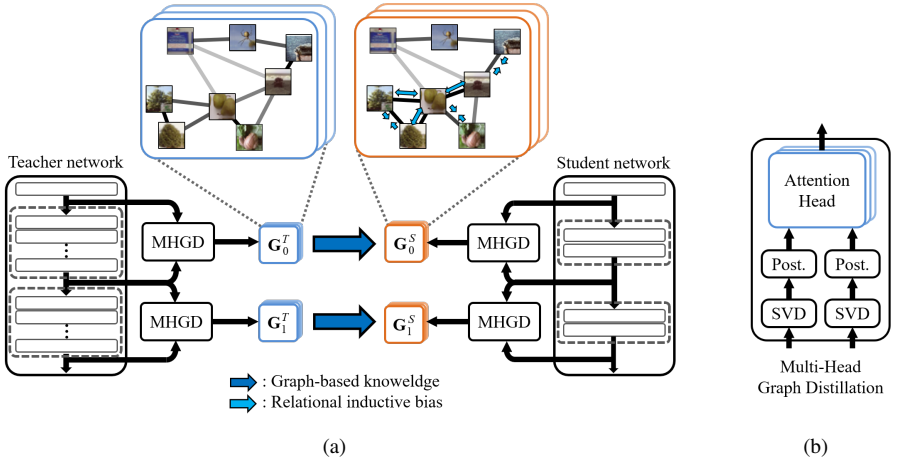 Teacher network
Student network
MHGD
G_0^T
G_0^S
MHGD
MHGD
G_1^T
G_1^S
MHGD
: Graph-based knoweldge
: Relational inductive bias
(a)
Attention
Head
Post. Post.
SVD SVD
Multi-Head
Graph Distillation
(b)